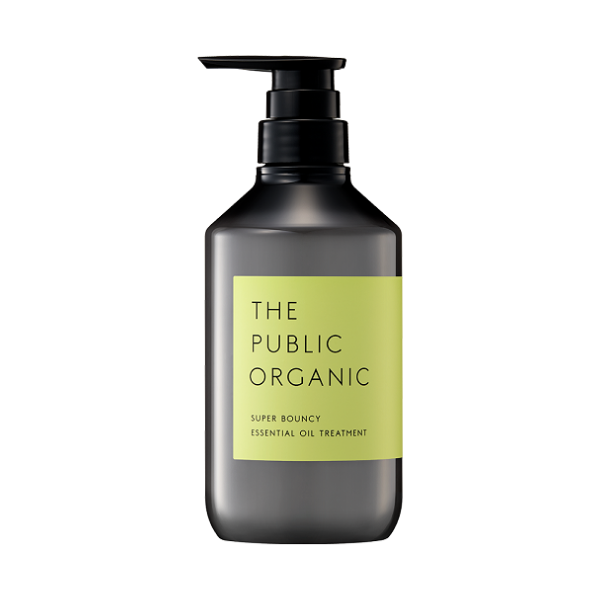 THE
PUBLIC
ORGANIC
SUPER BOUNCY
ESSENTIAL OIL TREATMENT